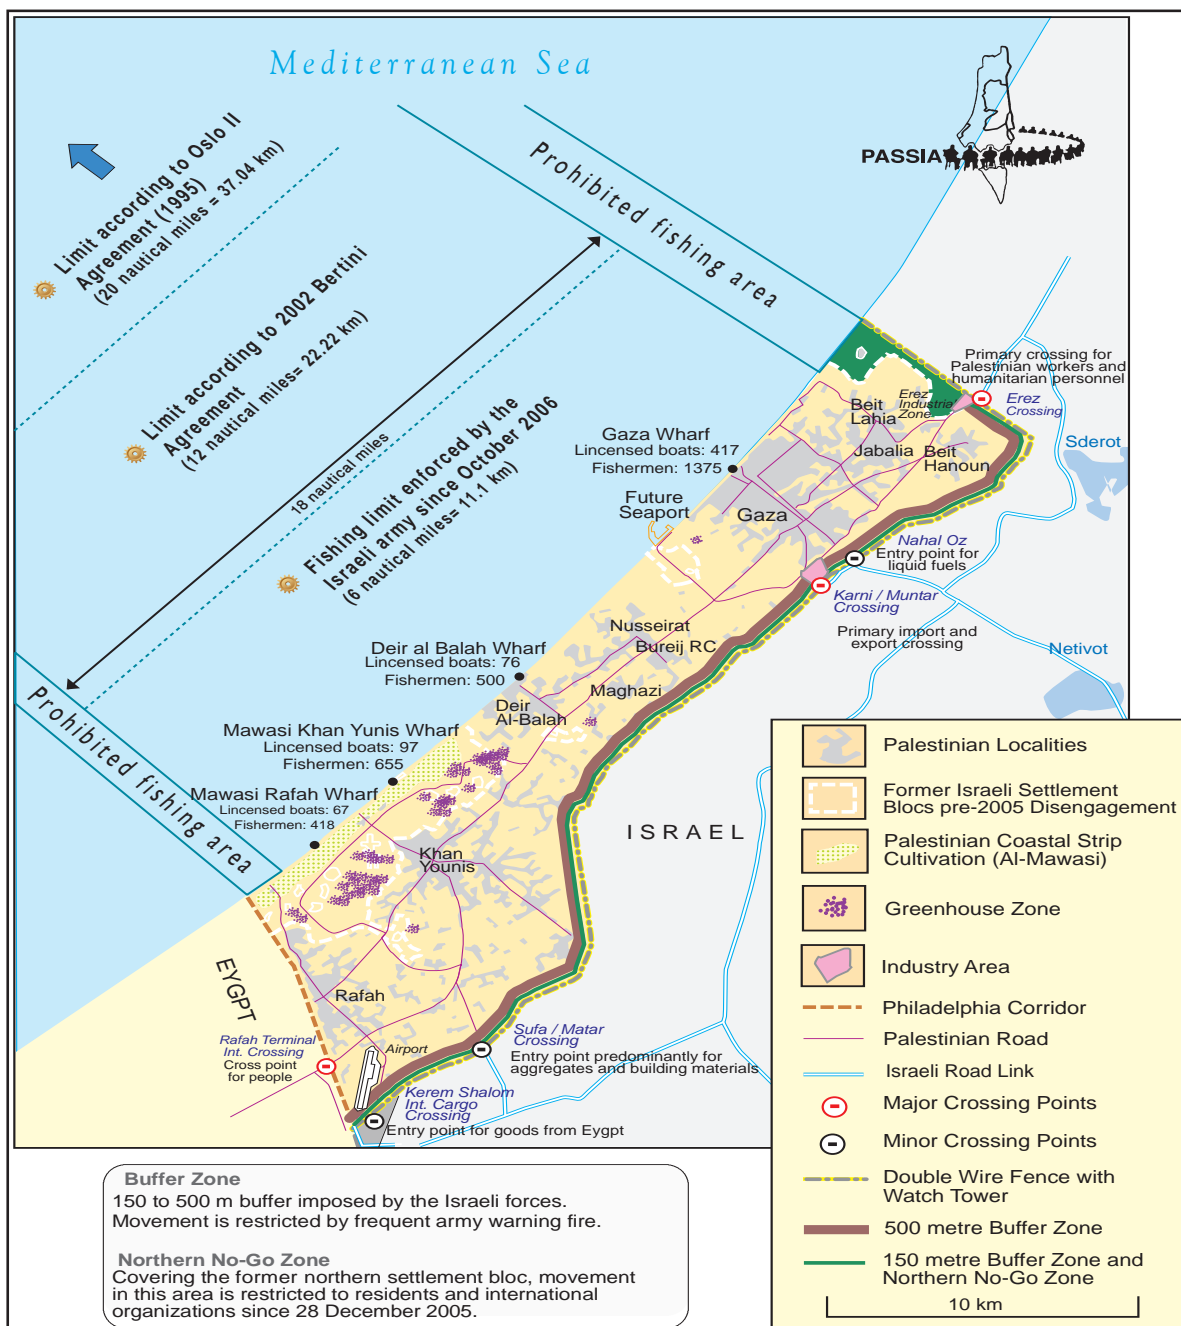 Mediterranean Sea
PASSIA
Limit according to Oslo II
Agreement (1995)
(20 nautical miles = 37.04 km)
Limit according to 2002 Bertini
Agreement
(12 nautical miles= 22.22 km)
Fishing limit enforced by the
Israeli army since October 2006
(6 nautical miles= 11.1 km)
18 nautical miles
Prohibited fishing area
Prohibited fishing area
Primary crossing for
Palestinian workers and
humanitarian personnel
Erez
Crossing
Erez
Industrial
Zone
Beit
Lahia
Jabalia
Beit
Hanoun
Sderot
Gaza Wharf
Lincensed boats: 417
Fishermen: 1375
Future
Seaport
Gaza
Nahal Oz
Entry point for
liquid fuels
Karni / Muntar
Crossing
Primary import and
export crossing
Netivot
Nusseirat
Bureij RC
Maghazi
Deir al Balah Wharf
Lincensed boats: 76
Fishermen: 500
Deir
Al-Balah
Mawasi Khan Yunis Wharf
Lincensed boats: 97
Fishermen: 655
Mawasi Rafah Wharf
Lincensed boats: 67
Fishermen: 418
Khan
Younis
ISRAEL
EYGPT
Rafah
Rafah Terminal
Int. Crossing
Cross point
for people
Airport
Sufa / Matar
Crossing
Entry point predominantly for
aggregates and building materials
Kerem Shalom
Int. Cargo
Crossing
Entry point for goods from Eygpt
Palestinian Localities
Former Israeli Settlement
Blocs pre-2005 Disengagement
Palestinian Coastal Strip
Cultivation (Al-Mawasi)
Greenhouse Zone
Industry Area
Philadelphia Corridor
Palestinian Road
Israeli Road Link
Major Crossing Points
Minor Crossing Points
Double Wire Fence with
Watch Tower
500 metre Buffer Zone
150 metre Buffer Zone and
Northern No-Go Zone
10 km
Buffer Zone
150 to 500 m buffer imposed by the Israeli forces.
Movement is restricted by frequent army warning fire.
Northern No-Go Zone
Covering the former northern settlement bloc, movement
in this area is restricted to residents and international
organizations since 28 December 2005.